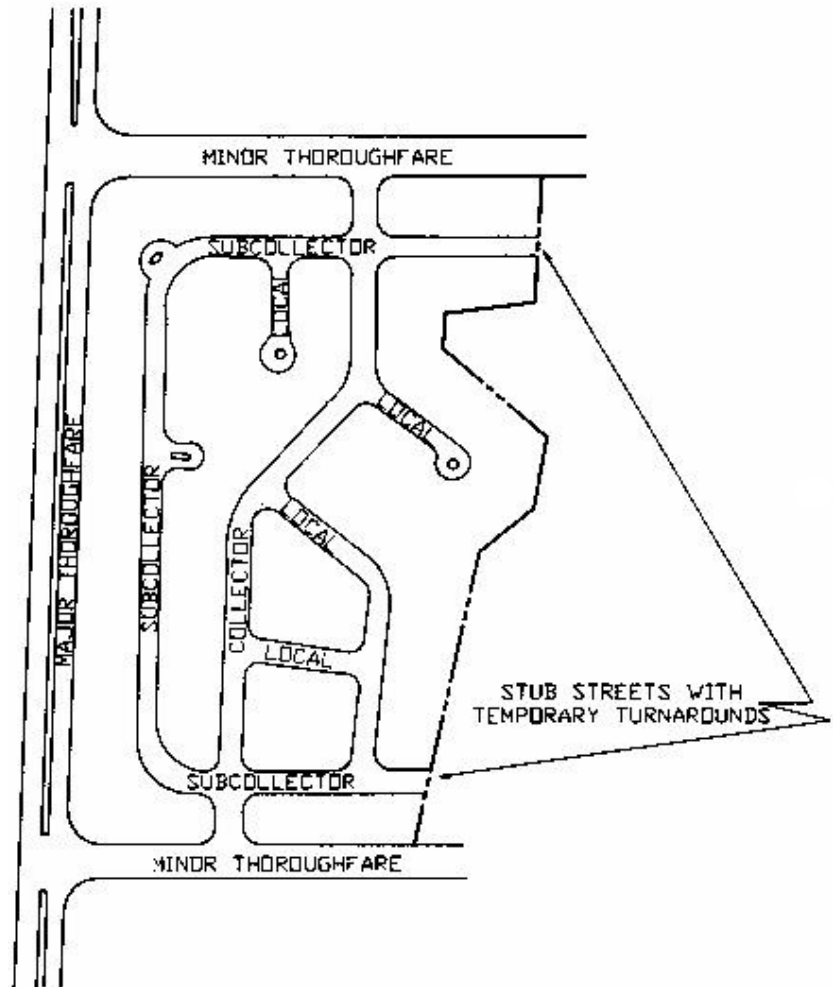 MINOR THOROUGHFARE
SUBCOLLECTOR
LOCAL
LOCAL
MAJOR THOROUGHFARE
SUBCOLLECTOR
COLLECTOR
LOCAL
LOCAL
STUB STREETS WITH
TEMPORARY TURNAROUNDS
SUBCOLLECTOR
MINOR THOROUGHFARE